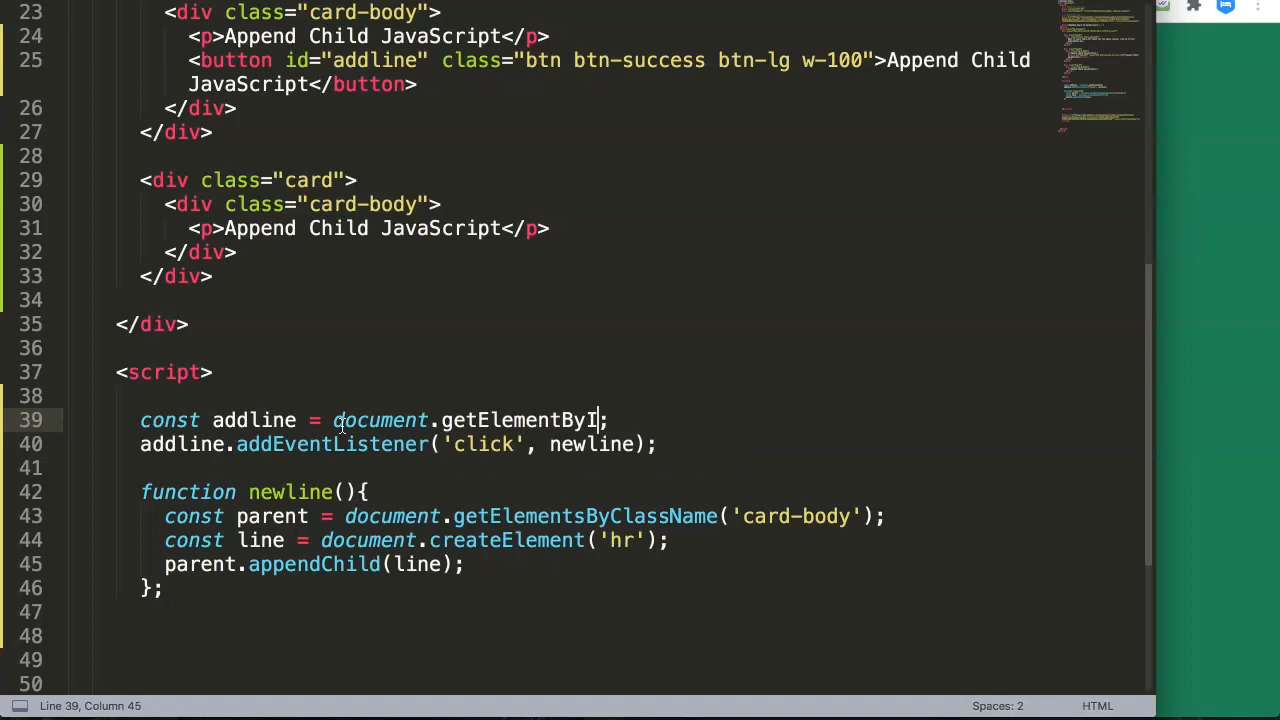 23 <div class="card-body">
24 <p>Append Child JavaScript</p>
25 <button id="addline" class="btn btn-success btn-lg w-100">Append Child
JavaScript</button>
26 </div>
27 </div>
28
29 <div class="card">
30 <div class="card-body">
31 <p>Append Child JavaScript</p>
32 </div>
33 </div>
34
35 </div>
36
37 <script>
38
39 const addline = document.getElementByI;
40 addline.addEventListener('click', newline);
41
42 function newline(){
43 const parent = document.getElementsByClassName('card-body');
44 const line = document.createElement('hr');
45 parent.appendChild(line);
46 };
47
48
49
50
Line 39, Column 45 Spaces: 2 HTML